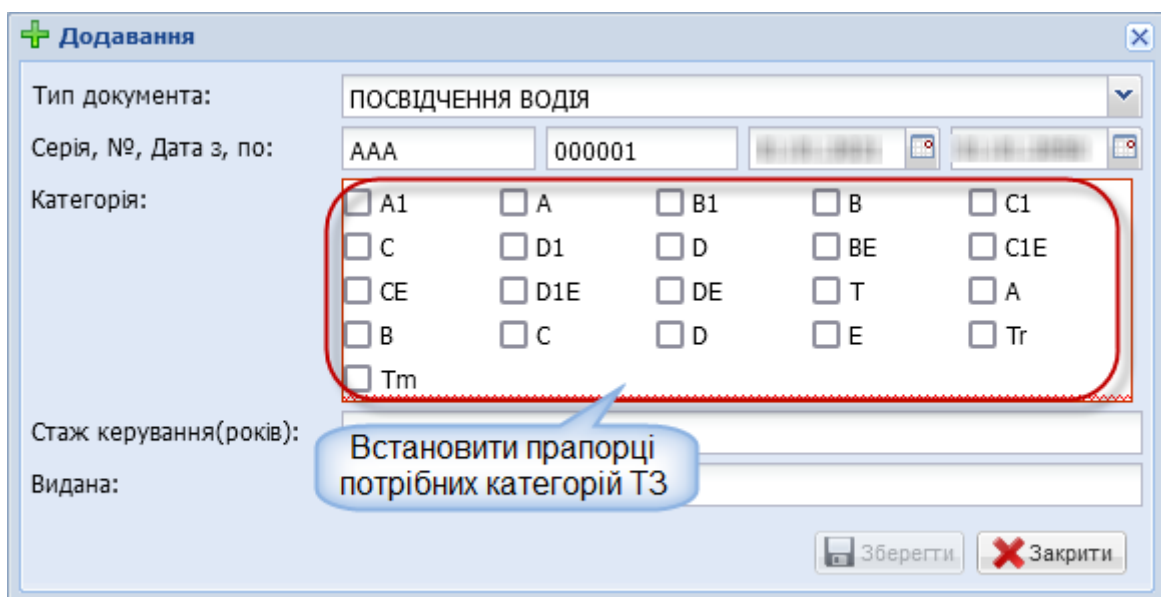 Додавання
Тип документа: ПОСВІДЧЕННЯ ВОДІЯ
Серія, №, Дата з, по: ААА 000001
Категорія: A1 A B1 B C1
C D1 D BE C1E
CE D1E DE T A
B C D E Tr
Tm
Стаж керування(років):
Встановити прапорці
потрібних категорій ТЗ
Видана:
Зберегти Закрити